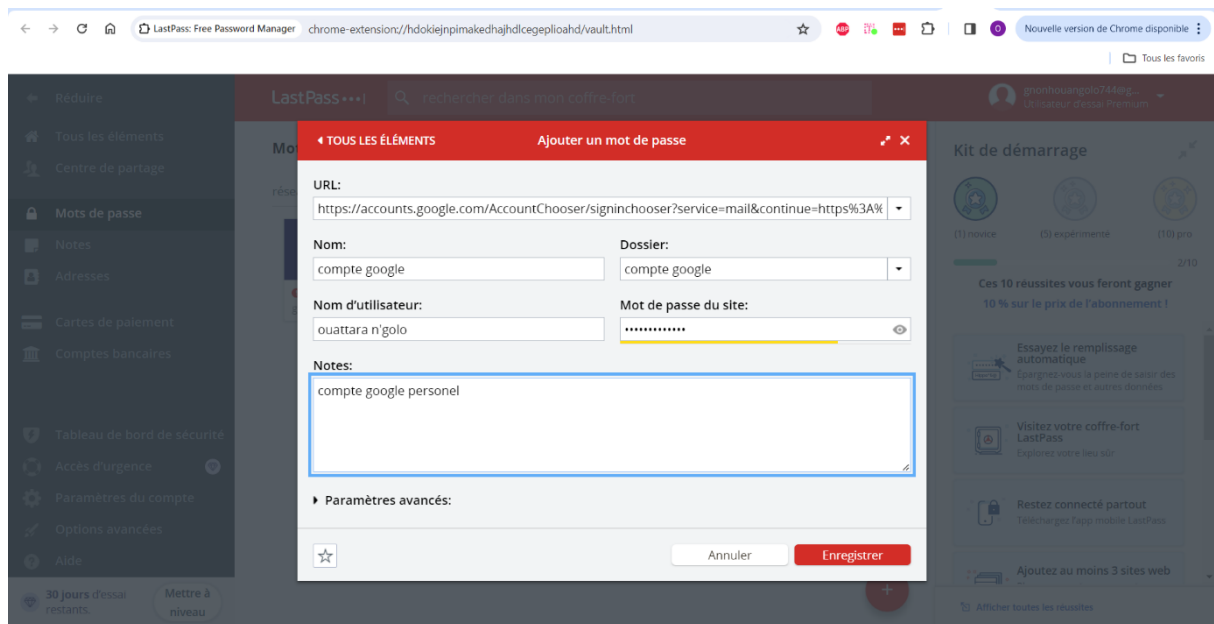 LastPass: Free Password Manager
chrome-extension://hdokiejnpimakedhajhdlcegeplioahd/vault.html
ABP
O
Nouvelle version de Chrome disponible
Tous les favoris
Réduire
LastPass
rechercher dans mon coffre-fort
gnonhouangolo744@g...
Utilisateur d'essai Premium
Tous les éléments
Centre de partage
Mots de passe
Notes
Adresses
Cartes de paiement
Comptes bancaires
Tableau de bord de sécurité
Accès d'urgence
Paramètres du compte
Options avancées
Aide
30 jours d'essai
restants.
Mettre à
niveau
Mo
rése
TOUS LES ÉLÉMENTS
Ajouter un mot de passe
URL:
https://accounts.google.com/AccountChooser/signinchooser?service=mail&continue=https%3A%
Nom:
Dossier:
compte google
compte google
Nom d'utilisateur:
Mot de passe du site:
ouattara n'golo
•••••••••••••
Notes:
compte google personel
Paramètres avancés:
Annuler
Enregistrer
Kit de démarrage
(1) novice
(5) expérimenté
(10) pro
2/10
Ces 10 réussites vous feront gagner
10 % sur le prix de l'abonnement !
Essayez le remplissage
automatique
Épargnez-vous la peine de saisir des
mots de passe et autres données
Visitez votre coffre-fort
LastPass
Explorez votre lieu sûr
Restez connecté partout
Téléchargez l'app mobile LastPass
Ajoutez au moins 3 sites web
Afficher toutes les réussites